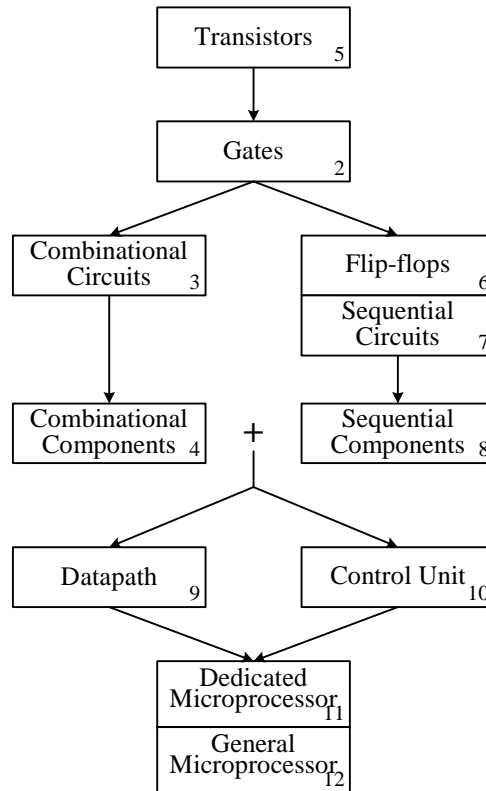 Transistors
5
Gates
2
Combinational
Circuits
3
Flip-flops
6
Sequential
Circuits
7
Combinational
Components
4
+
Sequential
Components
8
Datapath
9
Control Unit
10
Dedicated
Microprocessor
11
General
Microprocessor
12